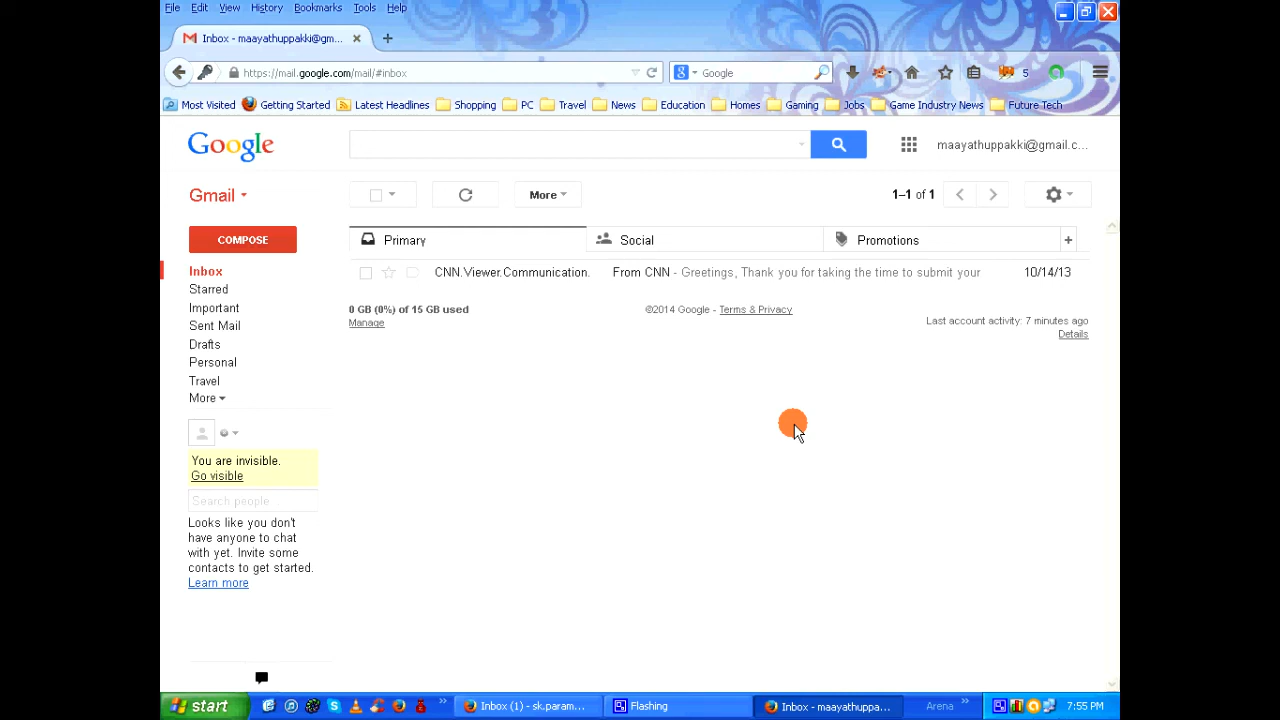 File Edit View History Bookmarks Tools Help
Inbox - maayathuppakki@gm...
https://mail.google.com/mail/#inbox
Google
5
Most Visited Getting Started Latest Headlines Shopping PC Travel News Education Homes Gaming Jobs Game Industry News Future Tech
Google
maayathuppakki@gmail.c...
Gmail
More
1–1 of 1
COMPOSE
Primary
Social
Promotions
Inbox
CNN.Viewer.Communication. From CNN - Greetings, Thank you for taking the time to submit your 10/14/13
Starred
Important
Sent Mail
Drafts
Personal
Travel
More
0 GB (0%) of 15 GB used
Manage
©2014 Google - Terms & Privacy
Last account activity: 7 minutes ago
Details
You are invisible.
Go visible
Search people
Looks like you don't
have anyone to chat
with yet. Invite some
contacts to get started.
Learn more
start
Inbox (1) - sk.param...
Flashing
Inbox - maayathuppa...
Arena
7:55 PM